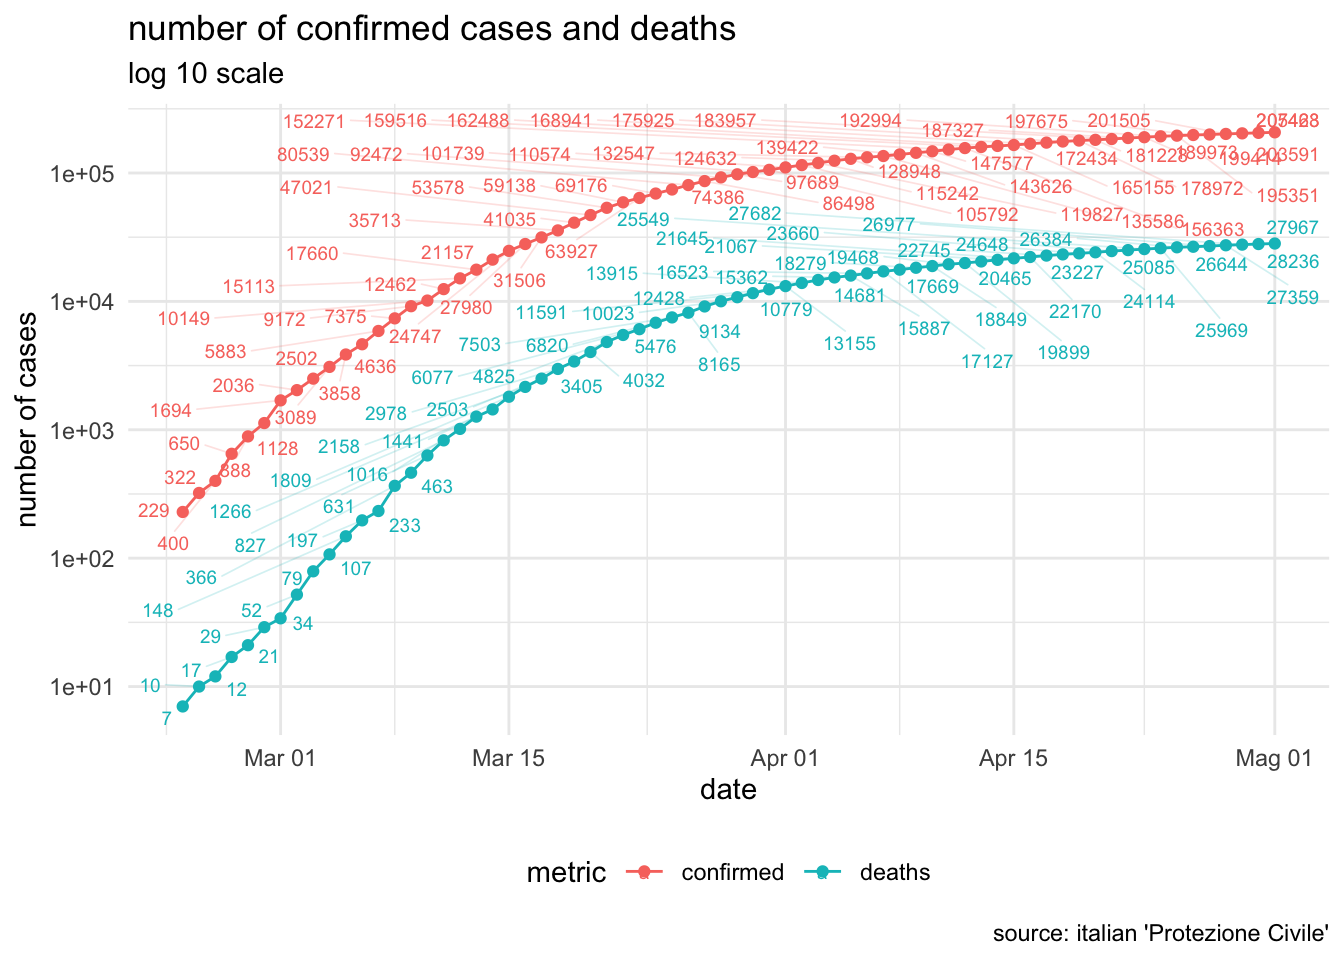 number of confirmed cases and deaths
log 10 scale
number of cases
1e+05
1e+04
1e+03
1e+02
1e+01
152271 159516 162488 168941 175925 183957 192994 187327 197675 201505
80539 92472 101739 110574 132547 124632 139422 147577 172434 181228 189973 199414 203591
47021 53578 59138 69176 74386 97689 128948 143626 165155 178972 195351
35713 41035 63927 86498 115242 105792 119827 135586 156363
17660 21157 31506
15113 12462 27980
10149 9172 7375 24747
5883 2502 4636
2036 3858
1694 3089
650 1128
322 888
229
400
25549 27682 26977 27967
21645 21067 23660 22745 24648 26384 28236
13915 16523 15362 18279 19468 20465 23227 25085 26644
12428 14681 17669 27359
11591 10023 10779 15887 18849 22170 24114 25969
7503 6820 5476 9134 13155 17127 19899
6077 4825 4032 8165
2978 2503 3405
2158 1441
1809 1016 463
1266 631 233
827 197
366 79 107
148 52 34
29 21
17 12
10
7
Mar 01 Mar 15 Apr 01 Apr 15 Mag 01
date
metric confirmed deaths
source: italian 'Protezione Civile'